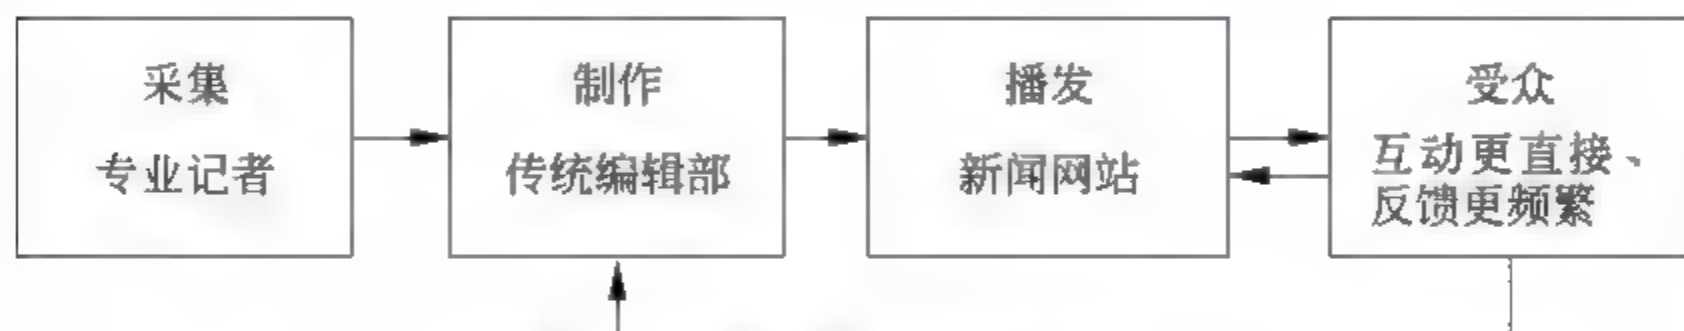 采集
专业记者
制作
传统编辑部
播发
新闻网站
受众
互动更直接、
反馈更频繁